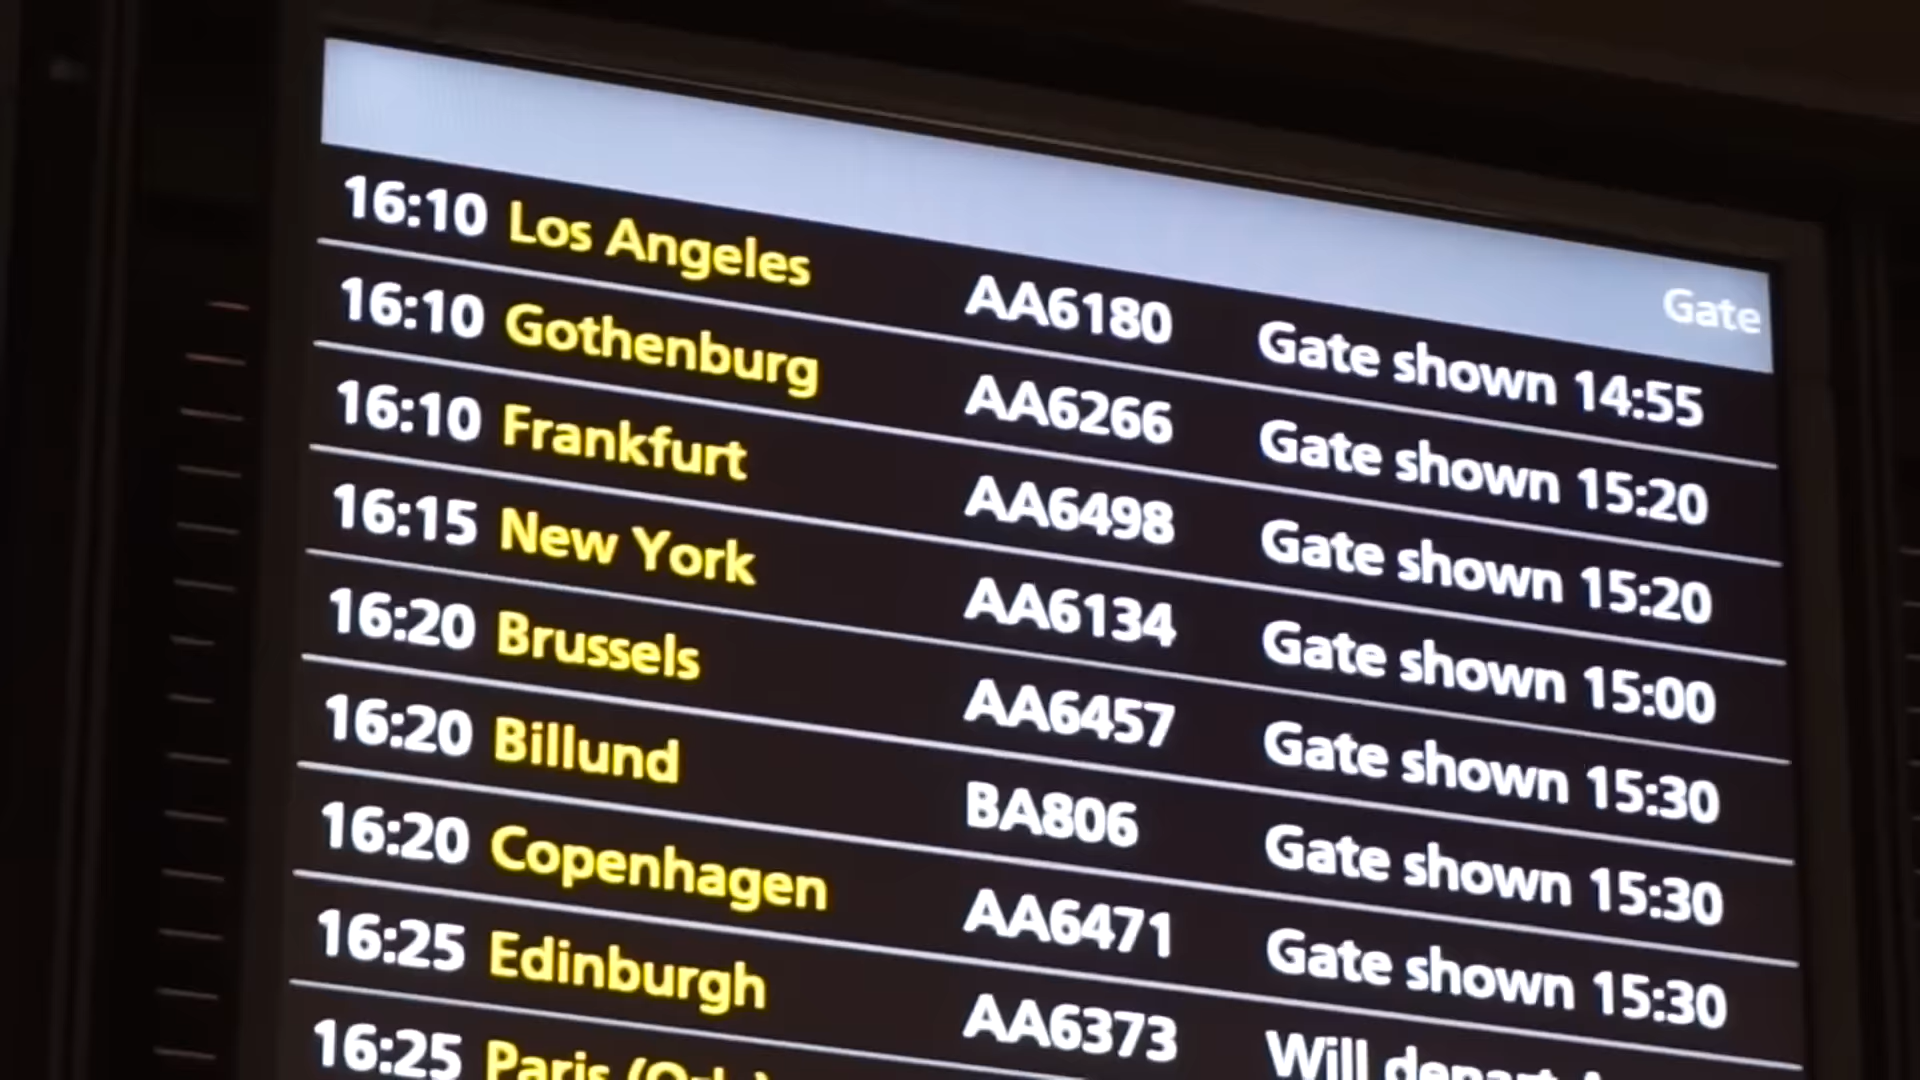 Gate
16:10 Los Angeles AA6180 Gate shown 14:55
16:10 Gothenburg AA6266 Gate shown 15:20
16:10 Frankfurt AA6498 Gate shown 15:20
16:15 New York AA6134 Gate shown 15:00
16:20 Brussels AA6457 Gate shown 15:30
16:20 Billund BA806 Gate shown 15:30
16:20 Copenhagen AA6471 Gate shown 15:30
16:25 Edinburgh AA6373 Will depart
16:25 Paris